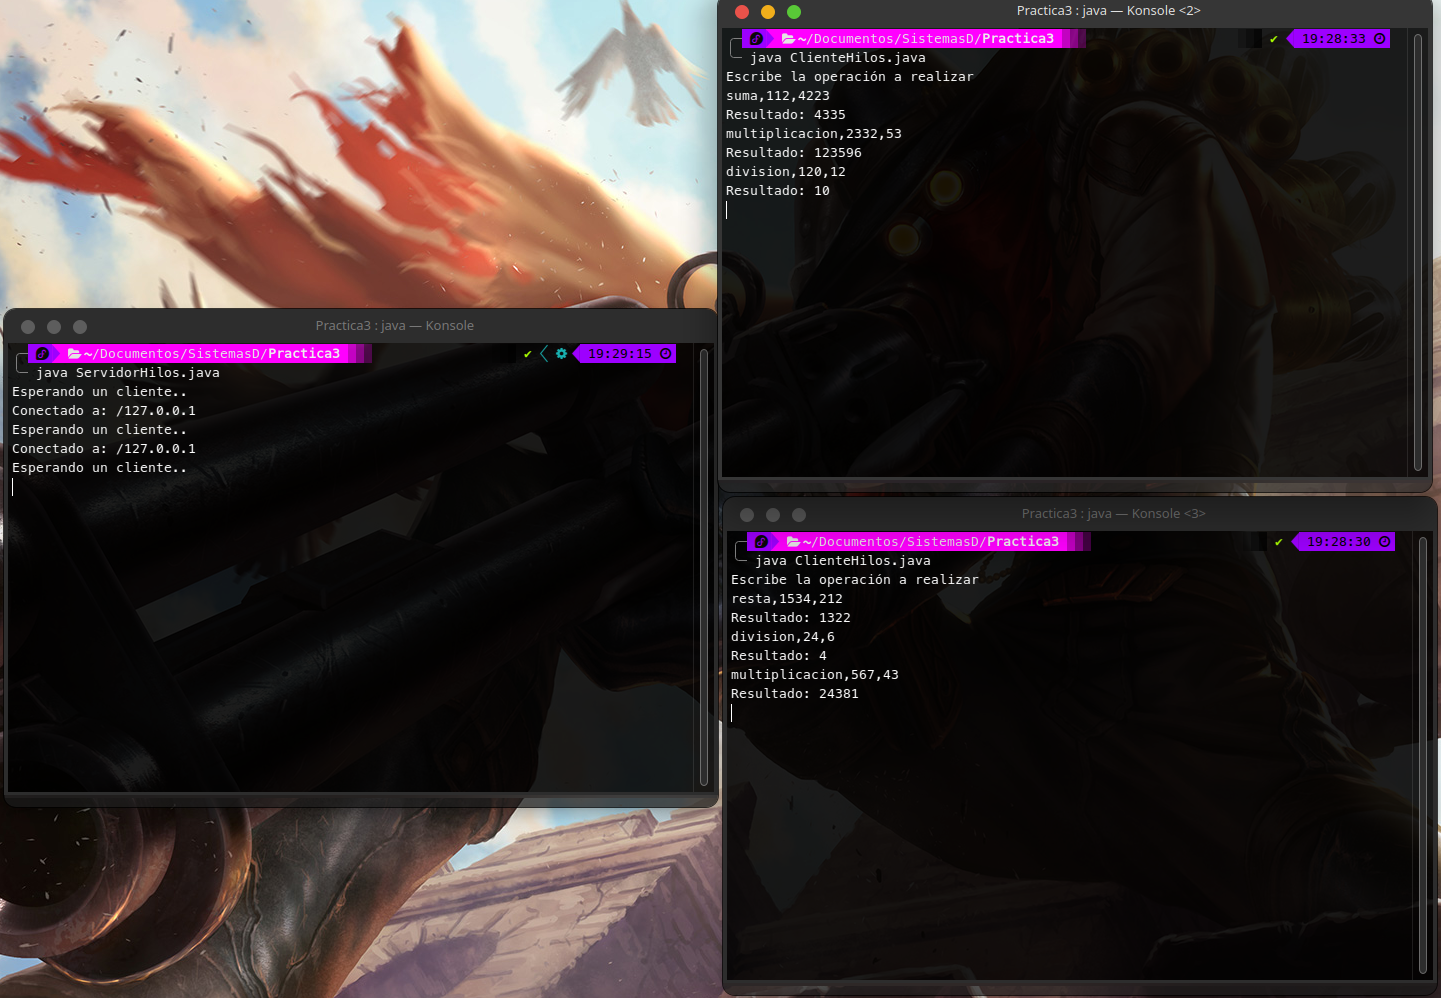 Practica3 : java — Konsole <2>
~/Documentos/SistemasD/Practica3 ✔ 19:28:33
java ClienteHilos.java
Escribe la operación a realizar
suma,112,4223
Resultado: 4335
multiplicacion,2332,53
Resultado: 123596
division,120,12
Resultado: 10
Practica3 : java — Konsole
~/Documentos/SistemasD/Practica3 ✔ 19:29:15
java ServidorHilos.java
Esperando un cliente..
Conectado a: /127.0.0.1
Esperando un cliente..
Conectado a: /127.0.0.1
Esperando un cliente..
Practica3 : java — Konsole <3>
~/Documentos/SistemasD/Practica3 ✔ 19:28:30
java ClienteHilos.java
Escribe la operación a realizar
resta,1534,212
Resultado: 1322
division,24,6
Resultado: 4
multiplicacion,567,43
Resultado: 24381